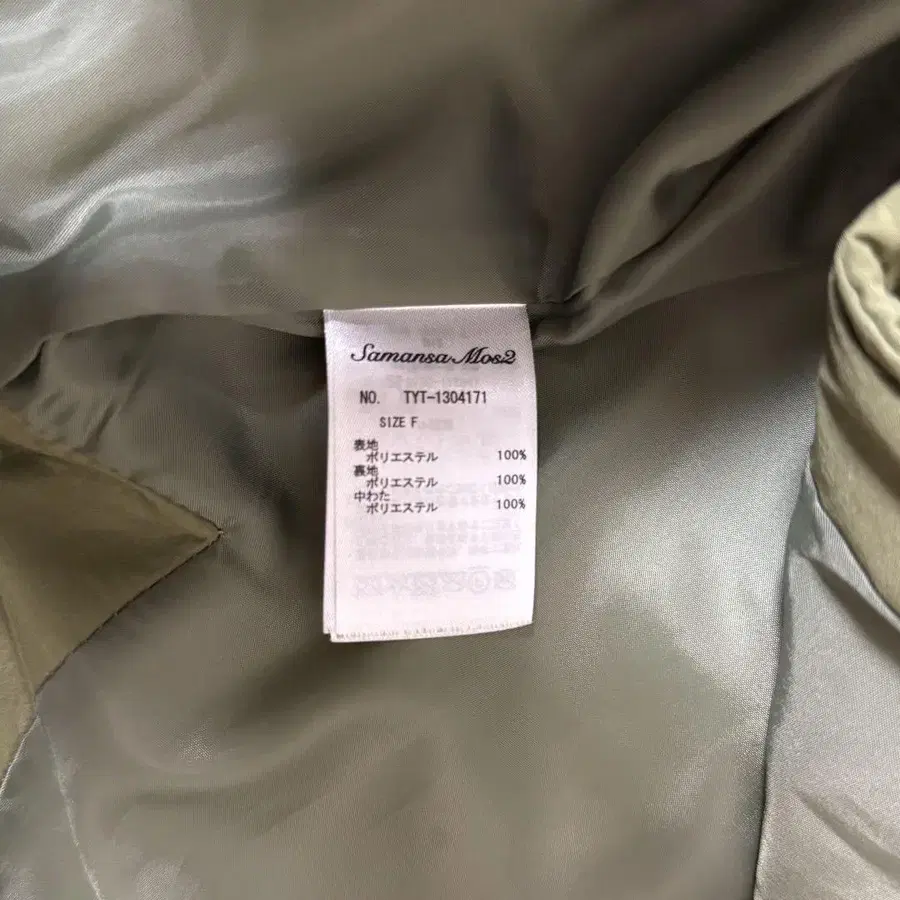 Samansa Mos2
NO. TYT-1304171
SIZE F
表地
ポリエステル 100%
裏地
ポリエステル 100%
中わた
ポリエステル 100%